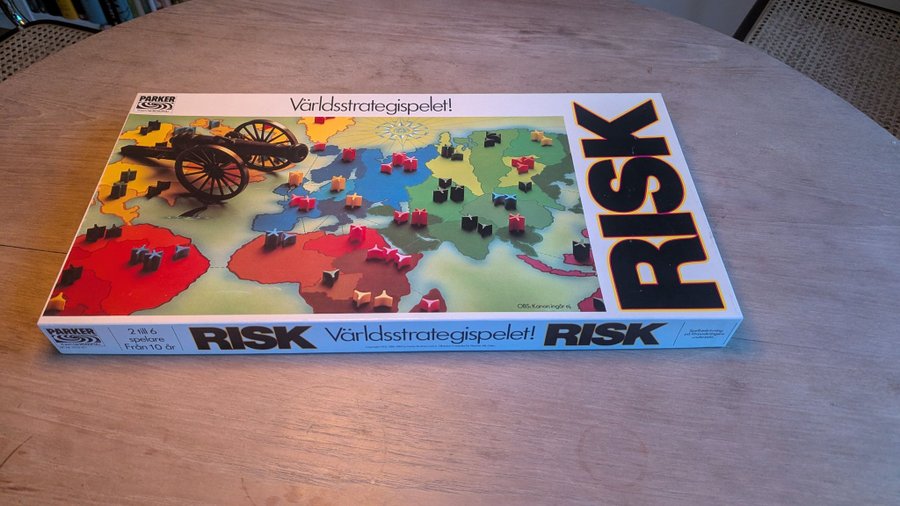 PARKER
Världsstrategispelet!
RISK
OBS: Kanon ingår ej.
PARKER
2 till 6
spelare
Från 10 år
RISK Världsstrategispelet! RISK